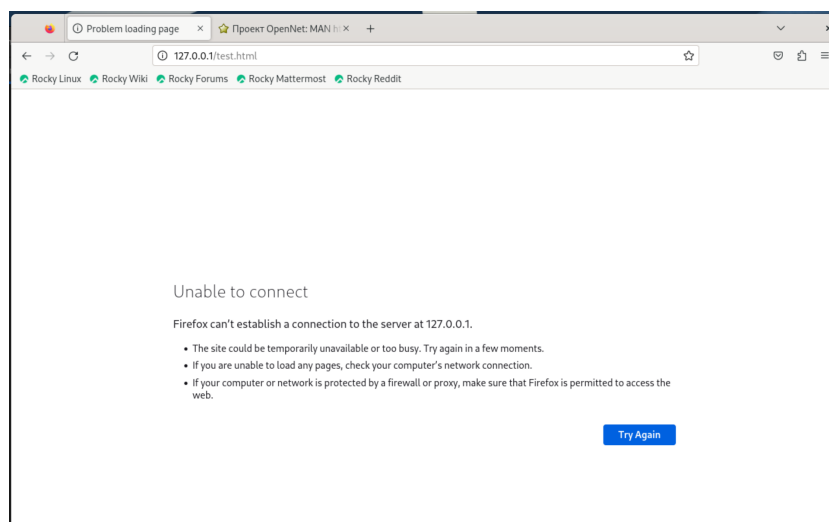 Problem loading page
Проект OpenNet: MAN
127.0.0.1/test.html
Rocky Linux Rocky Wiki Rocky Forums Rocky Mattermost Rocky Reddit
Unable to connect
Firefox can’t establish a connection to the server at 127.0.0.1.
• The site could be temporarily unavailable or too busy. Try again in a few moments.
• If you are unable to load any pages, check your computer’s network connection.
• If your computer or network is protected by a firewall or proxy, make sure that Firefox is permitted to access the
web.
Try Again